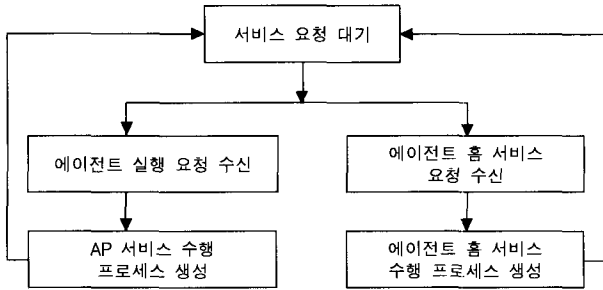 서비스 요청 대기
에이전트 실행 요청 수신
에이전트 홈 서비스
요청 수신
AP 서비스 수행
프로세스 생성
에이전트 홈 서비스
수행 프로세스 생성